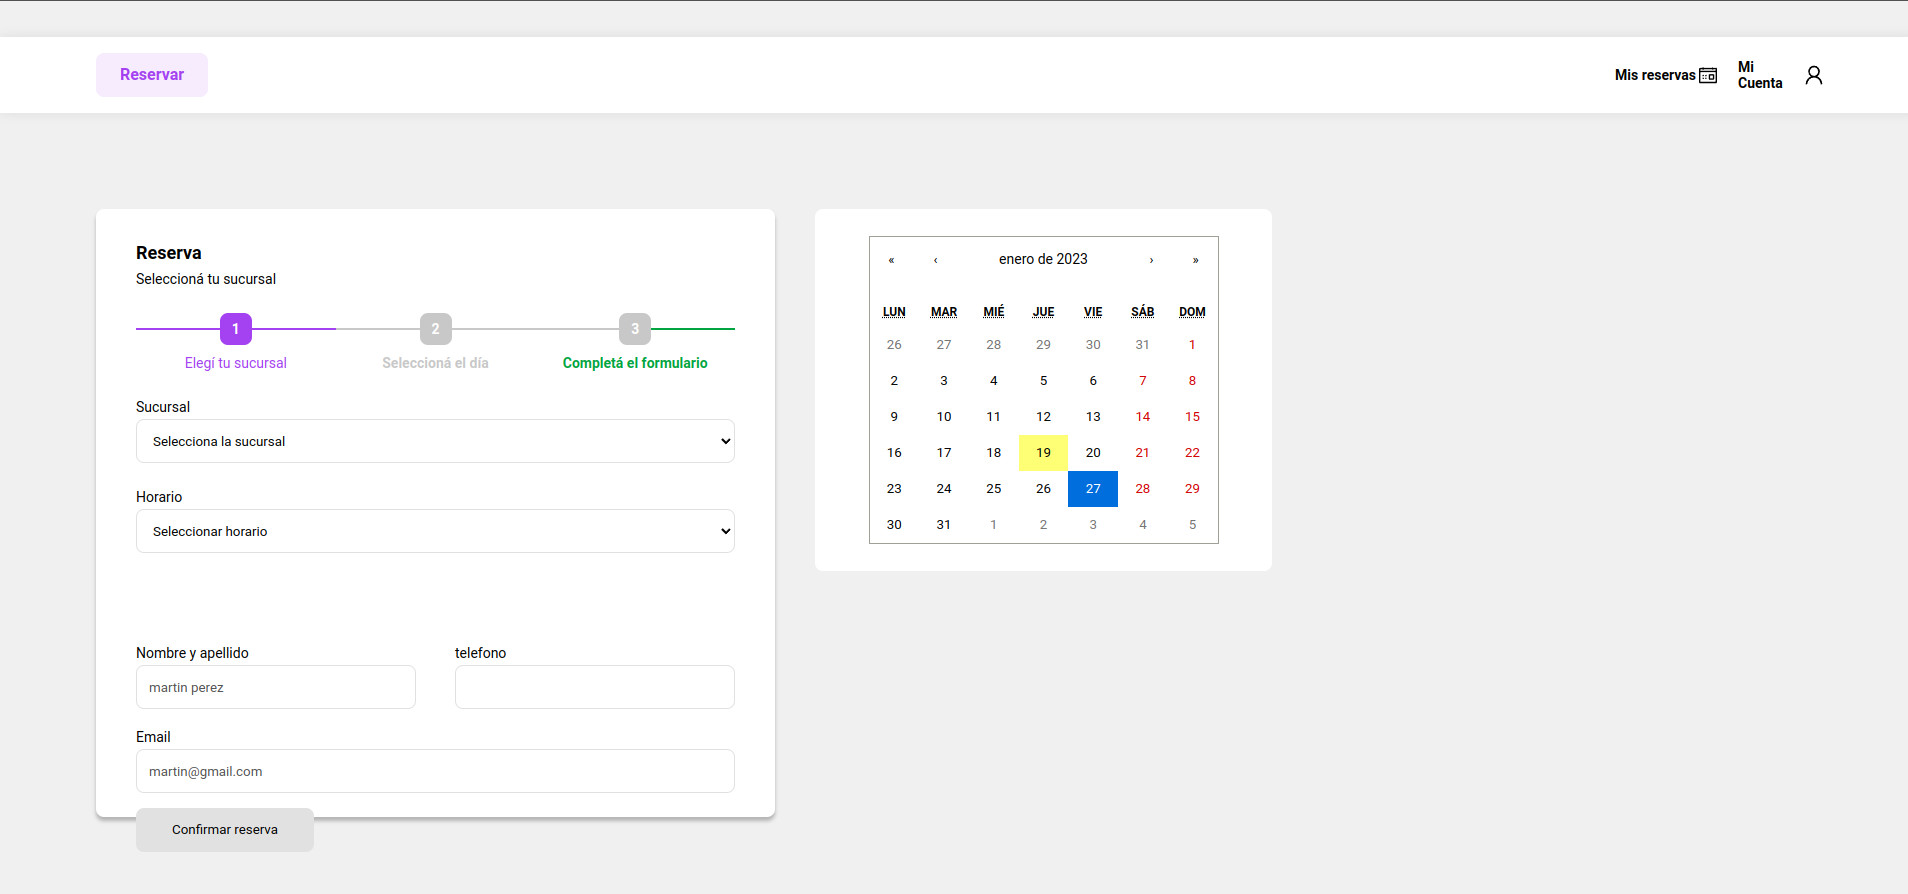 Reservar
Mis reservas
Mi
Cuenta
Reserva
Seleccioná tu sucursal
1 2 3
Elegí tu sucursal Seleccioná el día Completá el formulario
Sucursal
Selecciona la sucursal
Horario
Seleccionar horario
Nombre y apellido telefono
martin perez
Email
martin@gmail.com
Confirmar reserva
« ‹ enero de 2023 › »
LUN MAR MIÉ JUE VIE SÁB DOM
26 27 28 29 30 31 1
2 3 4 5 6 7 8
9 10 11 12 13 14 15
16 17 18 19 20 21 22
23 24 25 26 27 28 29
30 31 1 2 3 4 5